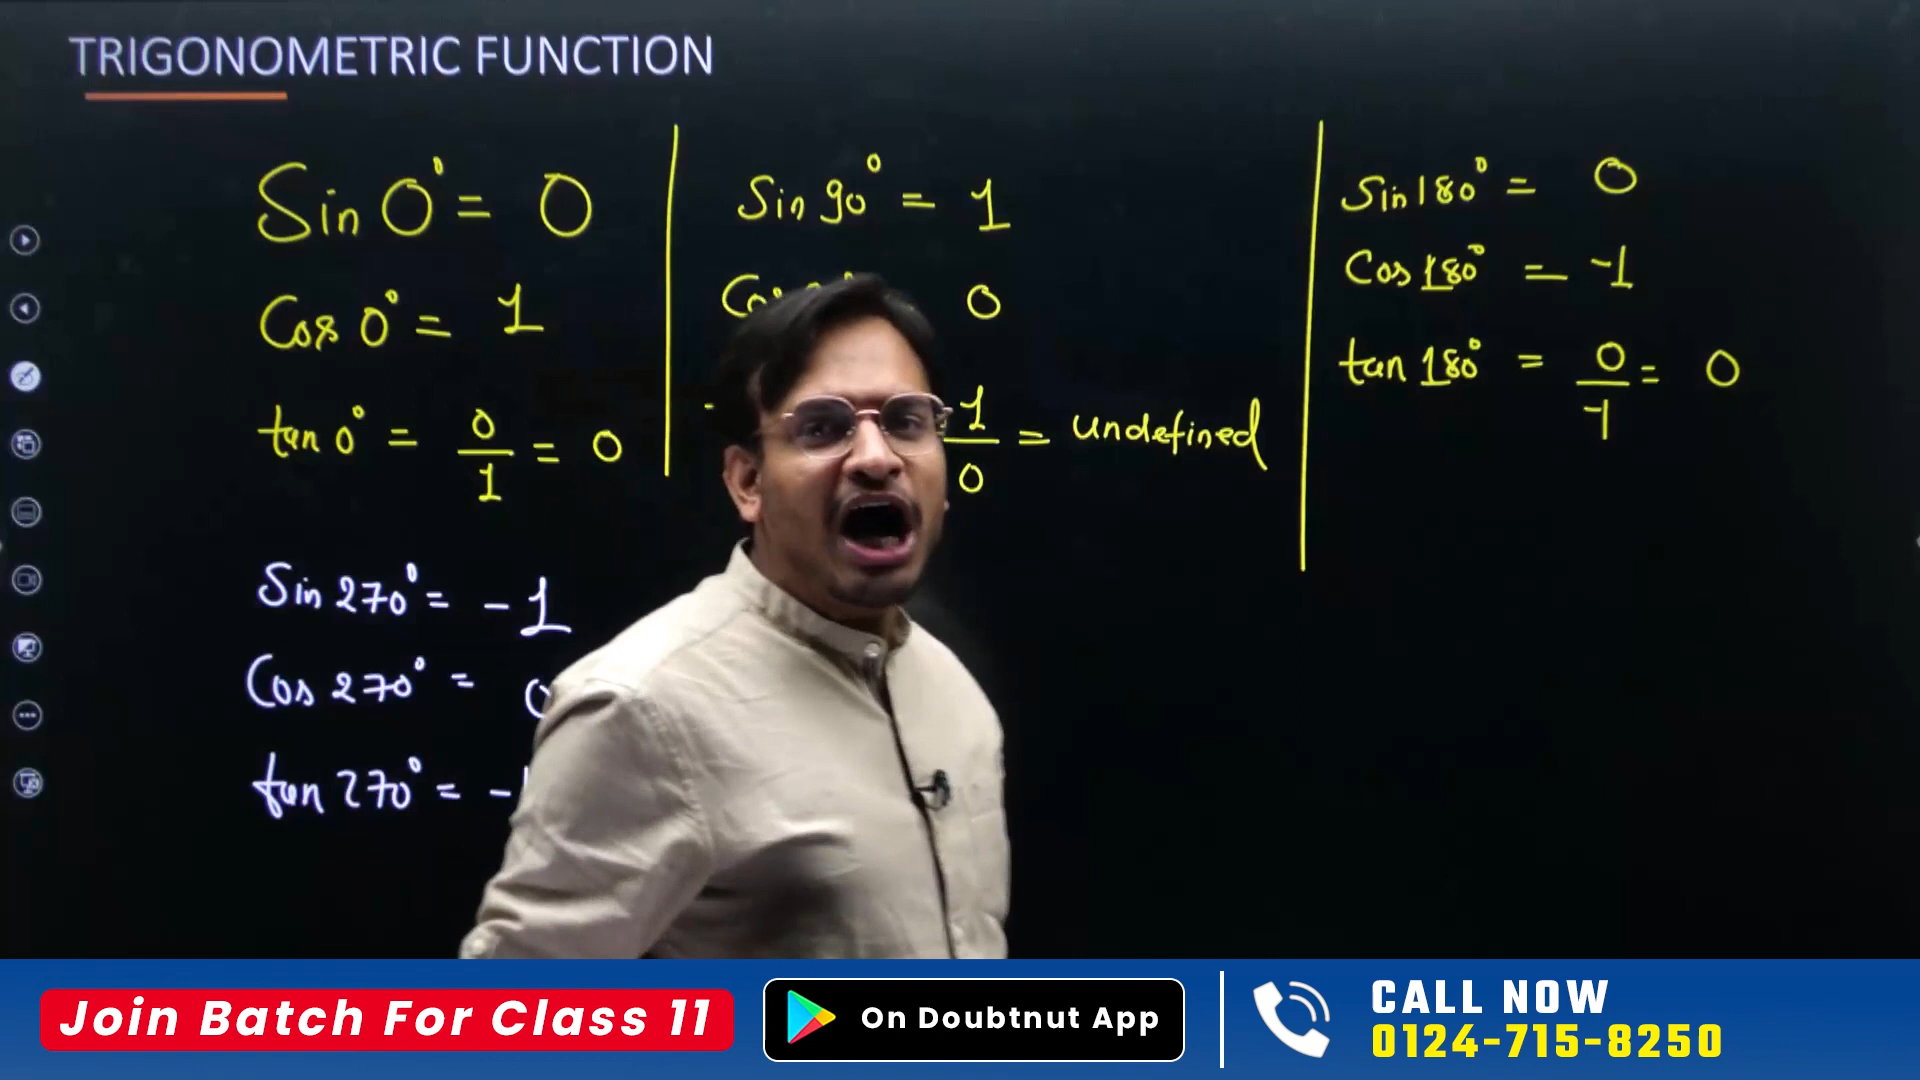 TRIGONOMETRIC FUNCTION
Sin 0° = 0
Cos 0° = 1
tan 0° = 0/1 = 0
Sin 90° = 1
0
1/0 = undefined
Sin 180° = 0
Cos 180° = -1
tan 180° = 0/-1 = 0
Sin 270° = -1
Cos 270° = 0
tan 270° = -
Join Batch For Class 11
On Doubtnut App
CALL NOW
0124-715-8250